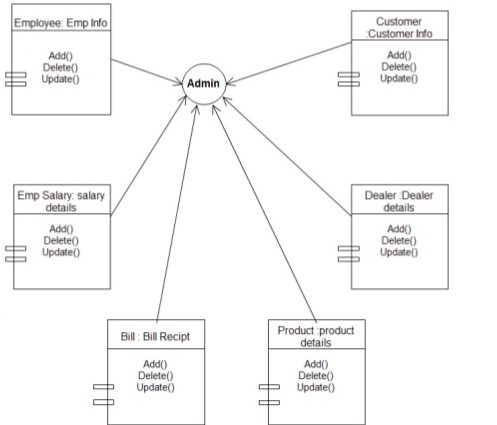 Employee: Emp Info
Add()
Delete()
Update()
Customer
:Customer Info
Add()
Delete()
Update()
Admin
Emp Salary: salary
details
Add()
Delete()
Update()
Dealer :Dealer
details
Add()
Delete()
Update()
Bill : Bill Recipt
Add()
Delete()
Update()
Product :product
details
Add()
Delete()
Update()